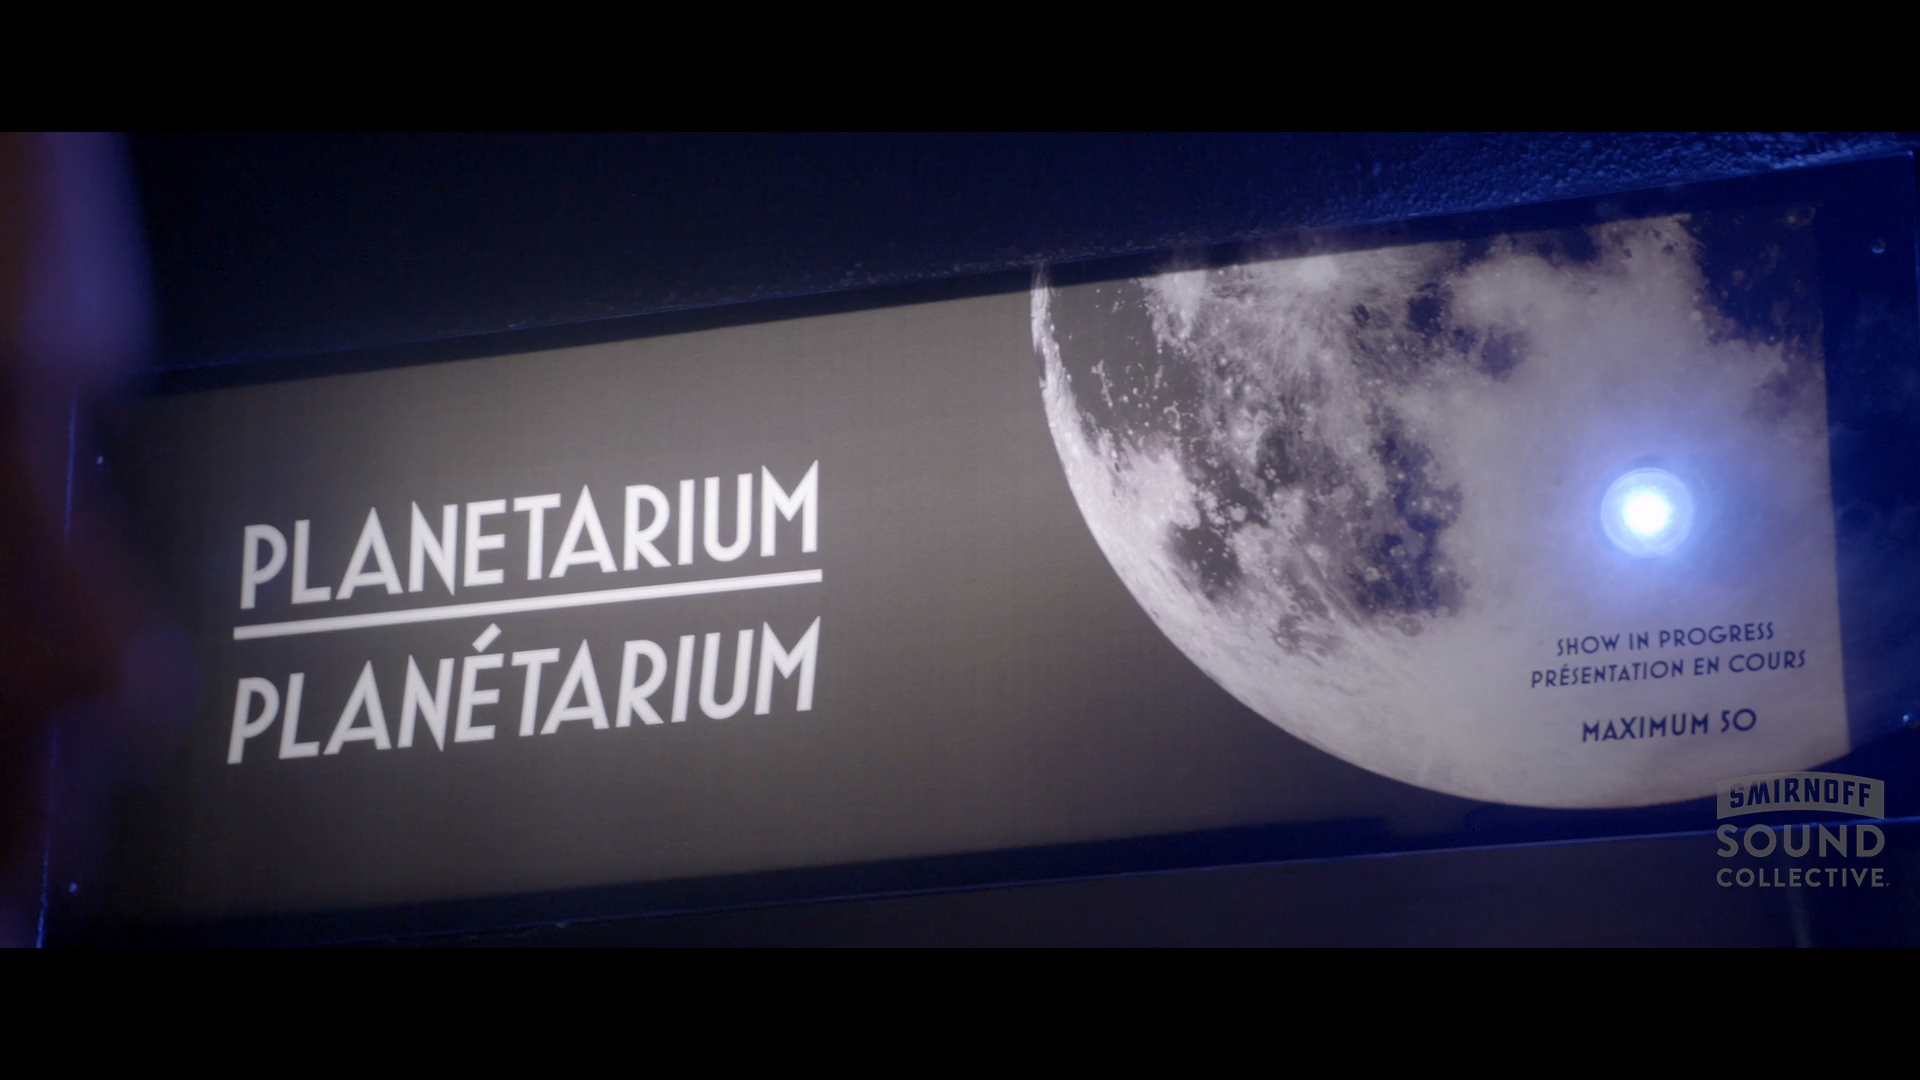 PLANETARIUM
PLANÉTARIUM
SHOW IN PROGRESS
PRÉSENTATION EN COURS
MAXIMUM 50
SMIRNOFF
SOUND
COLLECTIVE